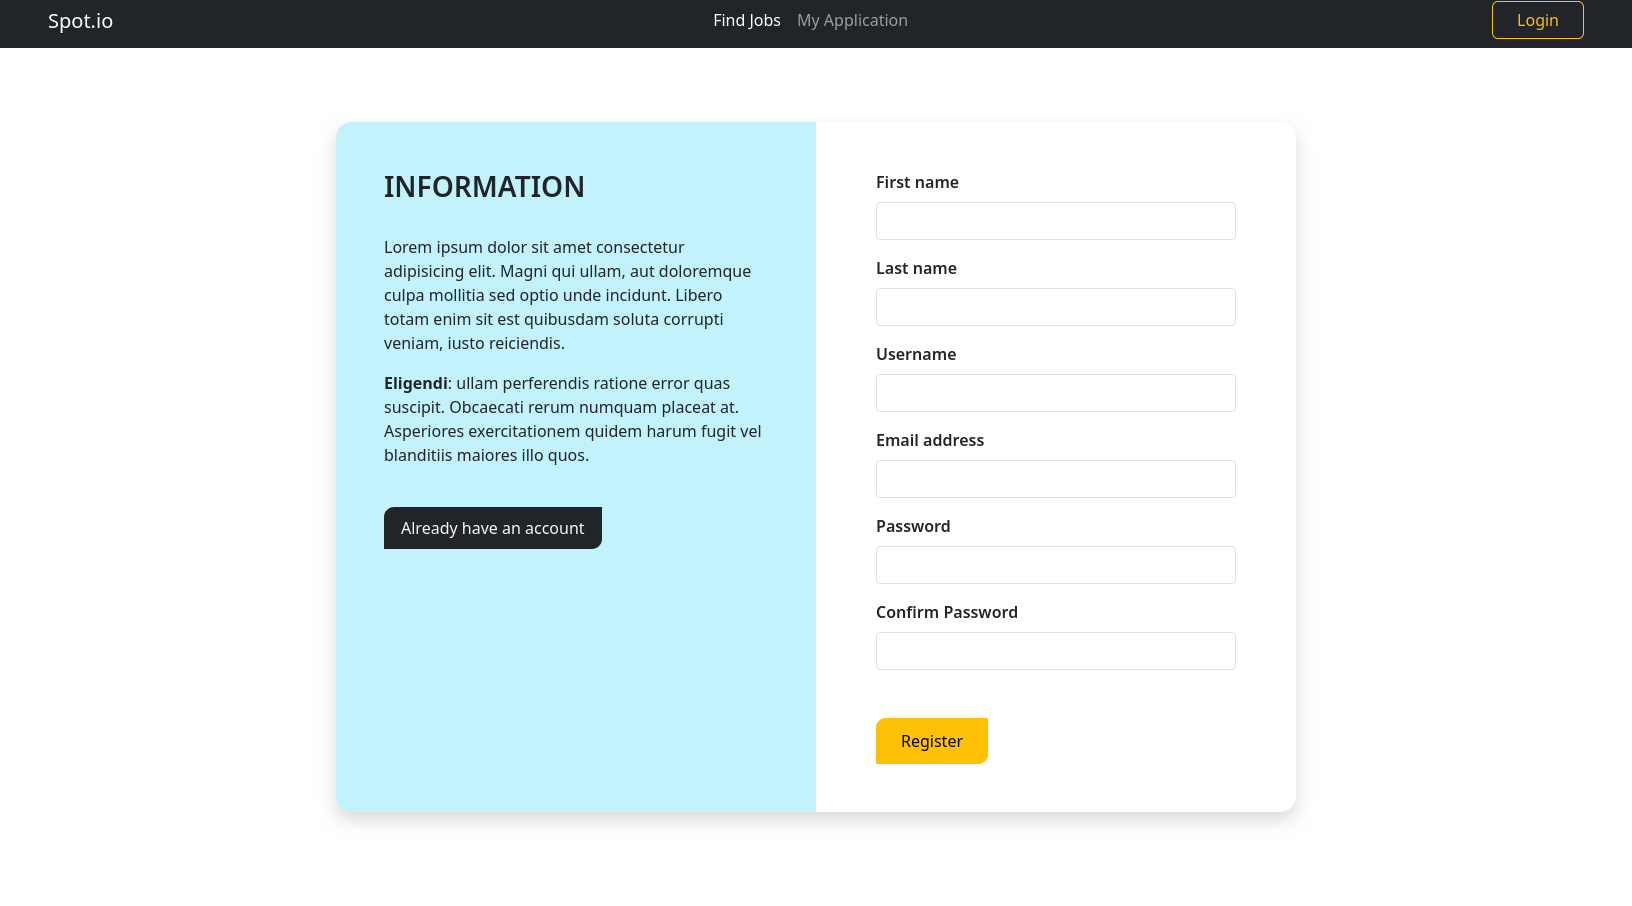 Spot.io
Find Jobs
My Application
Login
INFORMATION
Lorem ipsum dolor sit amet consectetur
adipisicing elit. Magni qui ullam, aut doloremque
culpa mollitia sed optio unde incidunt. Libero
totam enim sit est quibusdam soluta corrupti
veniam, iusto reiciendis.
Eligendi: ullam perferendis ratione error quas
suscipit. Obcaecati rerum numquam placeat at.
Asperiores exercitationem quidem harum fugit vel
blanditiis maiores illo quos.
Already have an account
First name
Last name
Username
Email address
Password
Confirm Password
Register